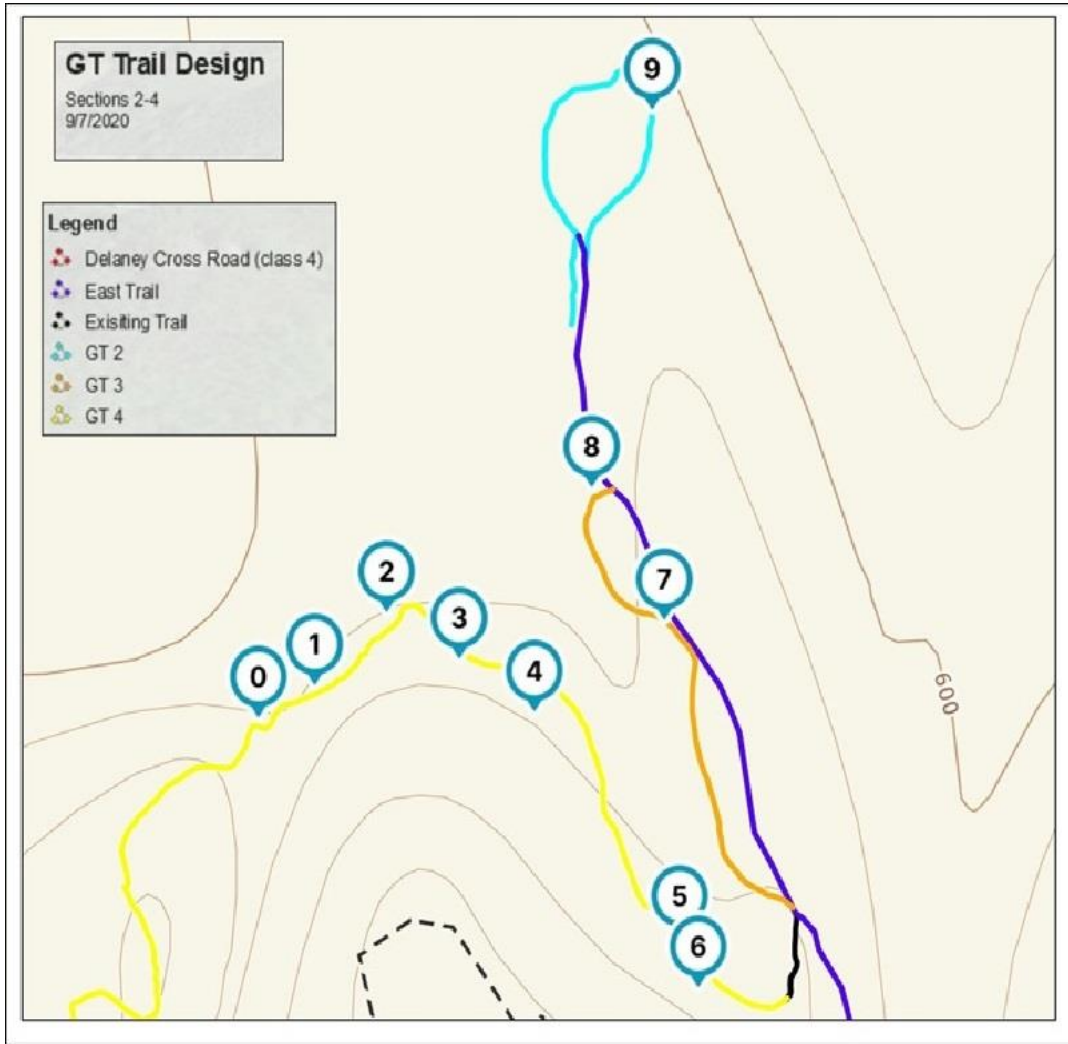 GT Trail Design
Sections 2-4
9/7/2020
Legend
Delaney Cross Road (class 4)
East Trail
Exisiting Trail
GT 2
GT 3
GT 4
9
8
7
2
3
1
4
0
600
5
6